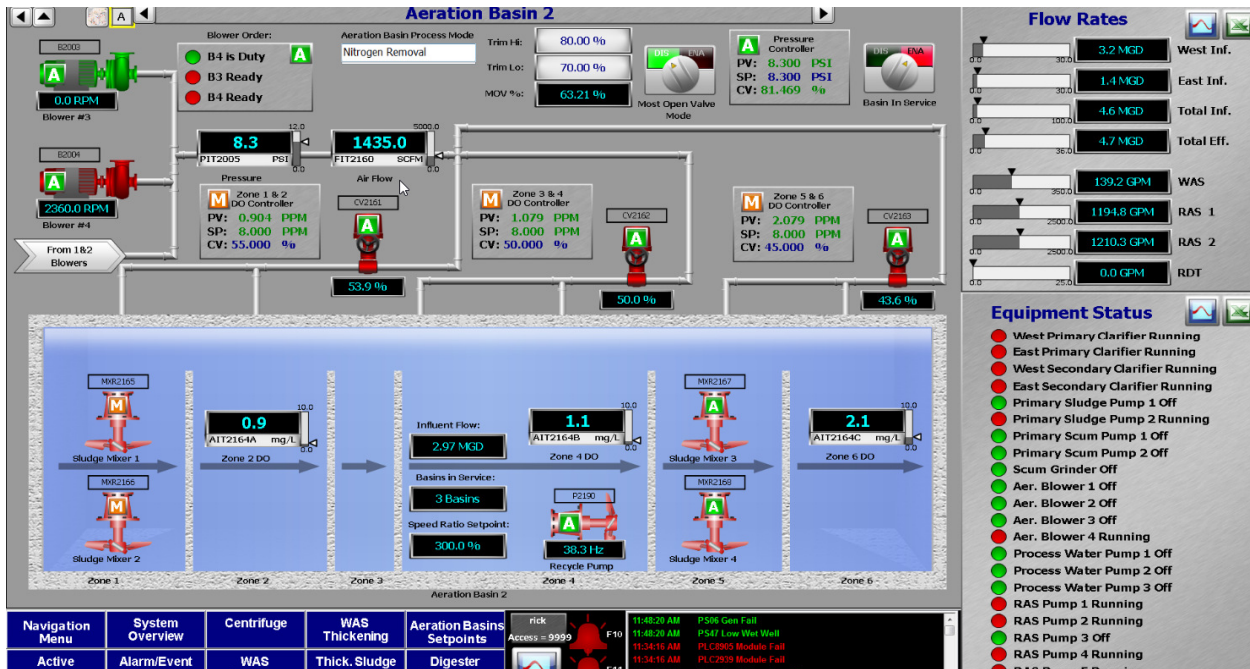 Aeration Basin 2
A
B2003
A
0.0 RPM
Blower #3
Blower Order:
B4 is Duty
A
B3 Ready
B4 Ready
Aeration Basin Process Mode
Nitrogen Removal
Trim Hi:
80.00 %
Trim Lo:
70.00 %
MOV %:
63.21 %
DIS
ENA
Most Open Valve
Mode
A
Pressure
Controller
PV: 8.300 PSI
SP: 8.300 PSI
CV: 81.469 %
DIS
ENA
Basin In Service
B2004
A
2360.0 RPM
Blower #4
From 1&2
Blowers
12.0
8.3
PIT2005 PSI
0.0
Pressure
5000.0
1435.0
FIT2160 SCFM
0.0
Air Flow
M
Zone 1 & 2
DO Controller
PV: 0.904 PPM
SP: 8.000 PPM
CV: 55.000 %
CV2161
A
53.9 %
M
Zone 3 & 4
DO Controller
PV: 1.079 PPM
SP: 8.000 PPM
CV: 50.000 %
CV2162
A
50.0 %
M
Zone 5 & 6
DO Controller
PV: 2.079 PPM
SP: 8.000 PPM
CV: 45.000 %
CV2163
A
43.6 %
MXR2165
M
Sludge Mixer 1
MXR2166
M
Sludge Mixer 2
10.0
0.9
AIT2164A mg/L
0.0
Zone 2 DO
Influent Flow:
2.97 MGD
Basins in Service:
3 Basins
Speed Ratio Setpoint:
300.0 %
10.0
1.1
AIT2164B mg/L
0.0
Zone 4 DO
P2190
A
38.3 Hz
Recycle Pump
MXR2167
A
Sludge Mixer 3
MXR2168
A
Sludge Mixer 4
10.0
2.1
AIT2164C mg/L
0.0
Zone 6 DO
Zone 1
Zone 2
Zone 3
Zone 4
Zone 5
Zone 6
Aeration Basin 2
Flow Rates
0.0 30.0 3.2 MGD West Inf.
0.0 30.0 1.4 MGD East Inf.
0.0 100.0 4.6 MGD Total Inf.
0.0 36.0 4.7 MGD Total Eff.
0.0 350.0 139.2 GPM WAS
0.0 2500.0 1194.8 GPM RAS 1
0.0 2500.0 1210.3 GPM RAS 2
0.0 25.0 0.0 GPM RDT
Equipment Status
West Primary Clarifier Running
East Primary Clarifier Running
West Secondary Clarifier Running
East Secondary Clarifier Running
Primary Sludge Pump 1 Off
Primary Sludge Pump 2 Running
Primary Scum Pump 1 Off
Primary Scum Pump 2 Off
Scum Grinder Off
Aer. Blower 1 Off
Aer. Blower 2 Off
Aer. Blower 3 Off
Aer. Blower 4 Running
Process Water Pump 1 Off
Process Water Pump 2 Off
Process Water Pump 3 Off
RAS Pump 1 Running
RAS Pump 2 Running
RAS Pump 3 Off
RAS Pump 4 Running
Navigation
Menu
System
Overview
Centrifuge
WAS
Thickening
Aeration Basins
Setpoints
Active
Alarm/Event
WAS
Thick. Sludge
Digester
rick
Access = 9999
F10
11:48:20 AM PS06 Gen Fail
11:48:20 AM PS47 Low Wet Well
11:34:16 AM PLC8905 Module Fail
11:34:16 AM PLC2939 Module Fail